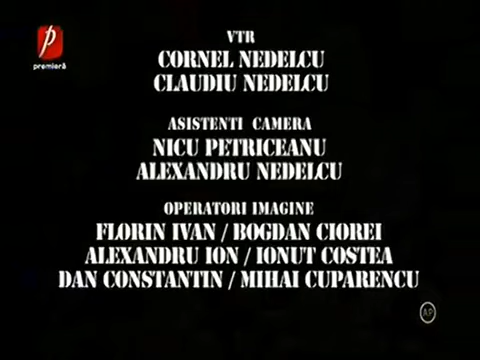 p
premieră
VTR
CORNEL NEDELCU
CLAUDIU NEDELCU
ASISTENTI CAMERA
NICU PETRICEANU
ALEXANDRU NEDELCU
OPERATORI IMAGINE
FLORIN IVAN / BOGDAN CIOREI
ALEXANDRU ION / IONUT COSTEA
DAN CONSTANTIN / MIHAI CUPARENCU
AP